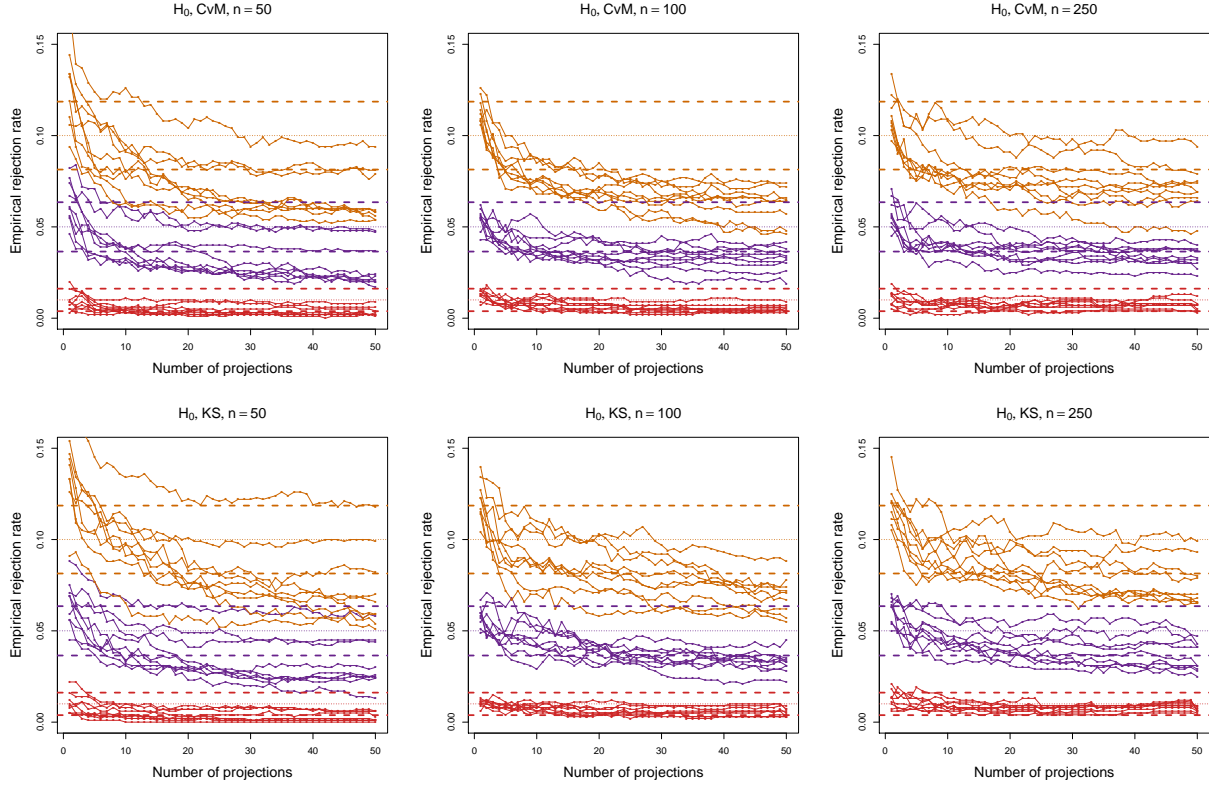 H₀, CvM, n = 50
H₀, CvM, n = 100
H₀, CvM, n = 250
Empirical rejection rate
0.00 0.05 0.10 0.15
0 10 20 30 40 50
Number of projections
Empirical rejection rate
0.00 0.05 0.10 0.15
0 10 20 30 40 50
Number of projections
Empirical rejection rate
0.00 0.05 0.10 0.15
0 10 20 30 40 50
Number of projections
H₀, KS, n = 50
H₀, KS, n = 100
H₀, KS, n = 250
Empirical rejection rate
0.00 0.05 0.10 0.15
0 10 20 30 40 50
Number of projections
Empirical rejection rate
0.00 0.05 0.10 0.15
0 10 20 30 40 50
Number of projections
Empirical rejection rate
0.00 0.05 0.10 0.15
0 10 20 30 40 50
Number of projections